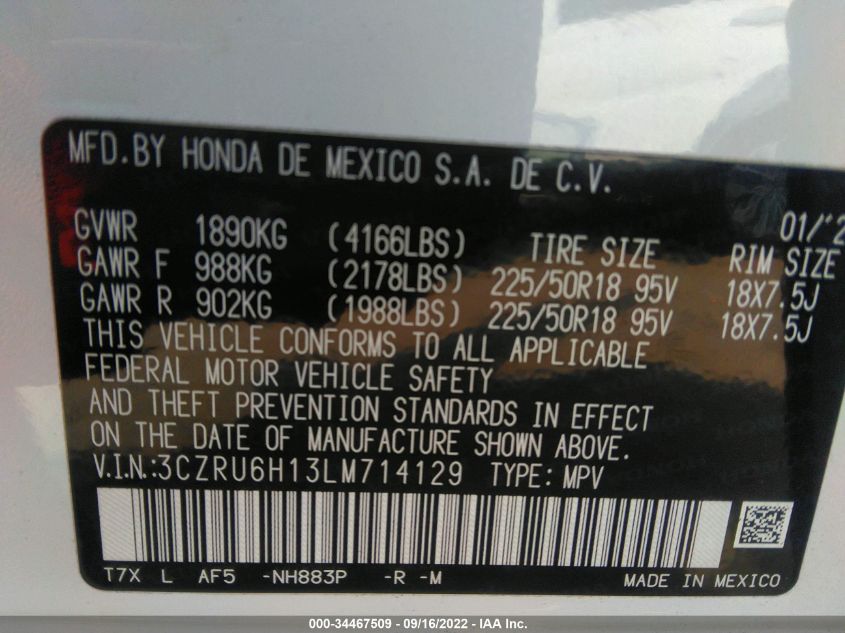 MFD.BY HONDA DE MEXICO S.A. DE C.V.
01/'2
GVWR 1890KG (4166LBS) TIRE SIZE RIM SIZE
GAWR F 988KG (2178LBS) 225/50R18 95V 18X7.5J
GAWR R 902KG (1988LBS) 225/50R18 95V 18X7.5J
THIS VEHICLE CONFORMS TO ALL APPLICABLE
FEDERAL MOTOR VEHICLE SAFETY
AND THEFT PREVENTION STANDARDS IN EFFECT
ON THE DATE OF MANUFACTURE SHOWN ABOVE.
V.I.N.:3CZRU6H13LM714129 TYPE: MPV
T7X L AF5 -NH883P -R -M MADE IN MEXICO
000-34467509 - 09/16/2022 - IAA Inc.